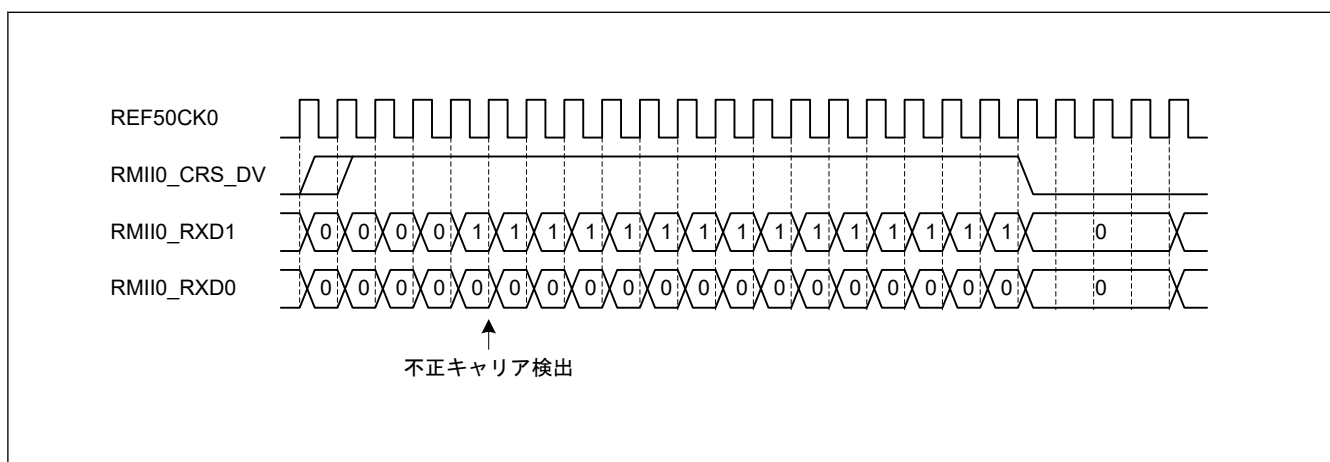 REF50CK0
RMII0_CRS_DV
RMII0_RXD1 0 0 0 0 1 1 1 1 1 1 1 1 1 1 1 1 1 1 1 0
RMII0_RXD0 0 0 0 0 0 0 0 0 0 0 0 0 0 0 0 0 0 0 0 0
不正キャリア検出